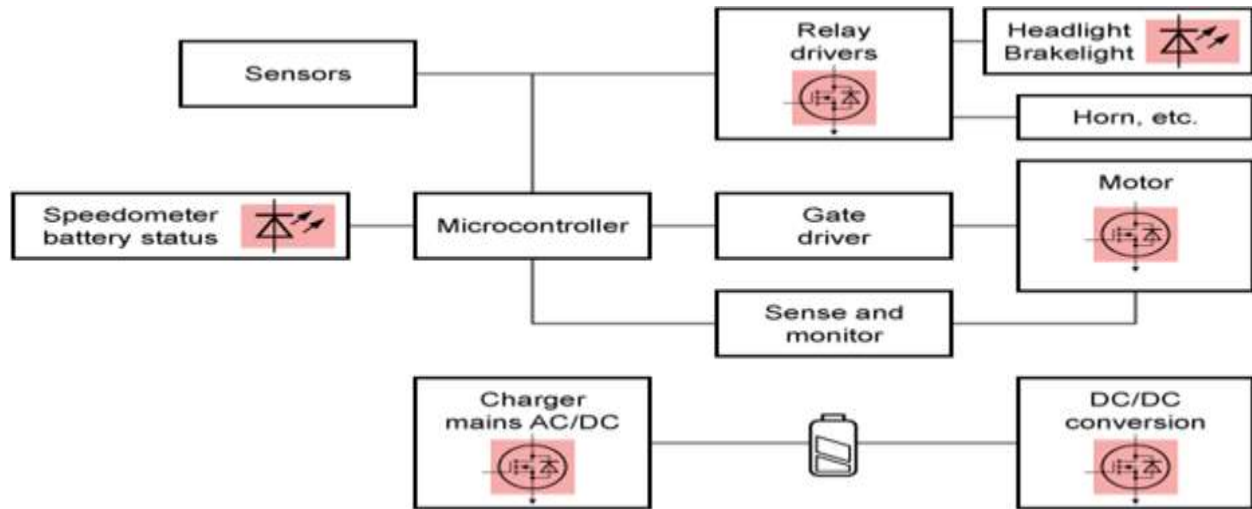 Sensors
Relay
drivers
Headlight
Brakelight
Horn, etc.
Speedometer
battery status
Microcontroller
Gate
driver
Motor
Sense and
monitor
Charger
mains AC/DC
DC/DC
conversion